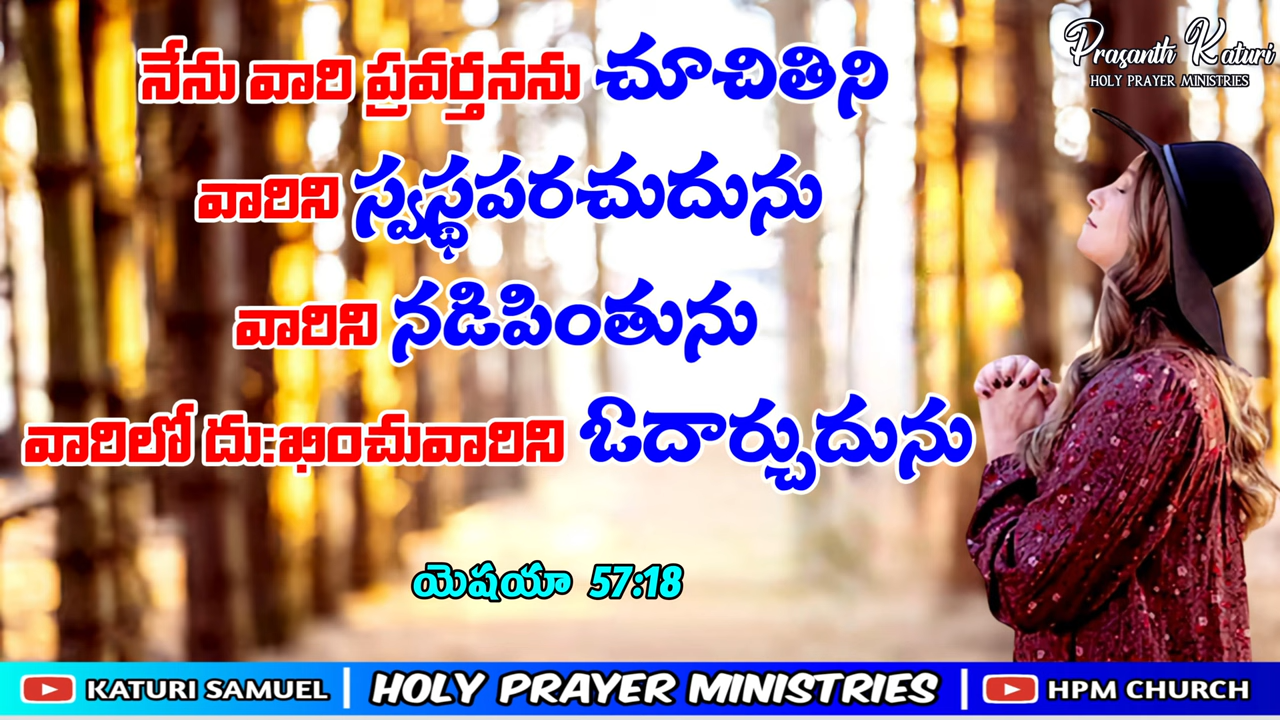 Prasanth Katuri
HOLY PRAYER MINISTRIES
నేను వారి ప్రవర్తనను చూచితిని
వారిని స్వస్థపరచుదును
వారిని నడిపింతును
వారిలో దు:ఖించువారిని ఓదార్చుదును
యెషయా 57:18
KATURI SAMUEL | HOLY PRAYER MINISTRIES | HPM CHURCH